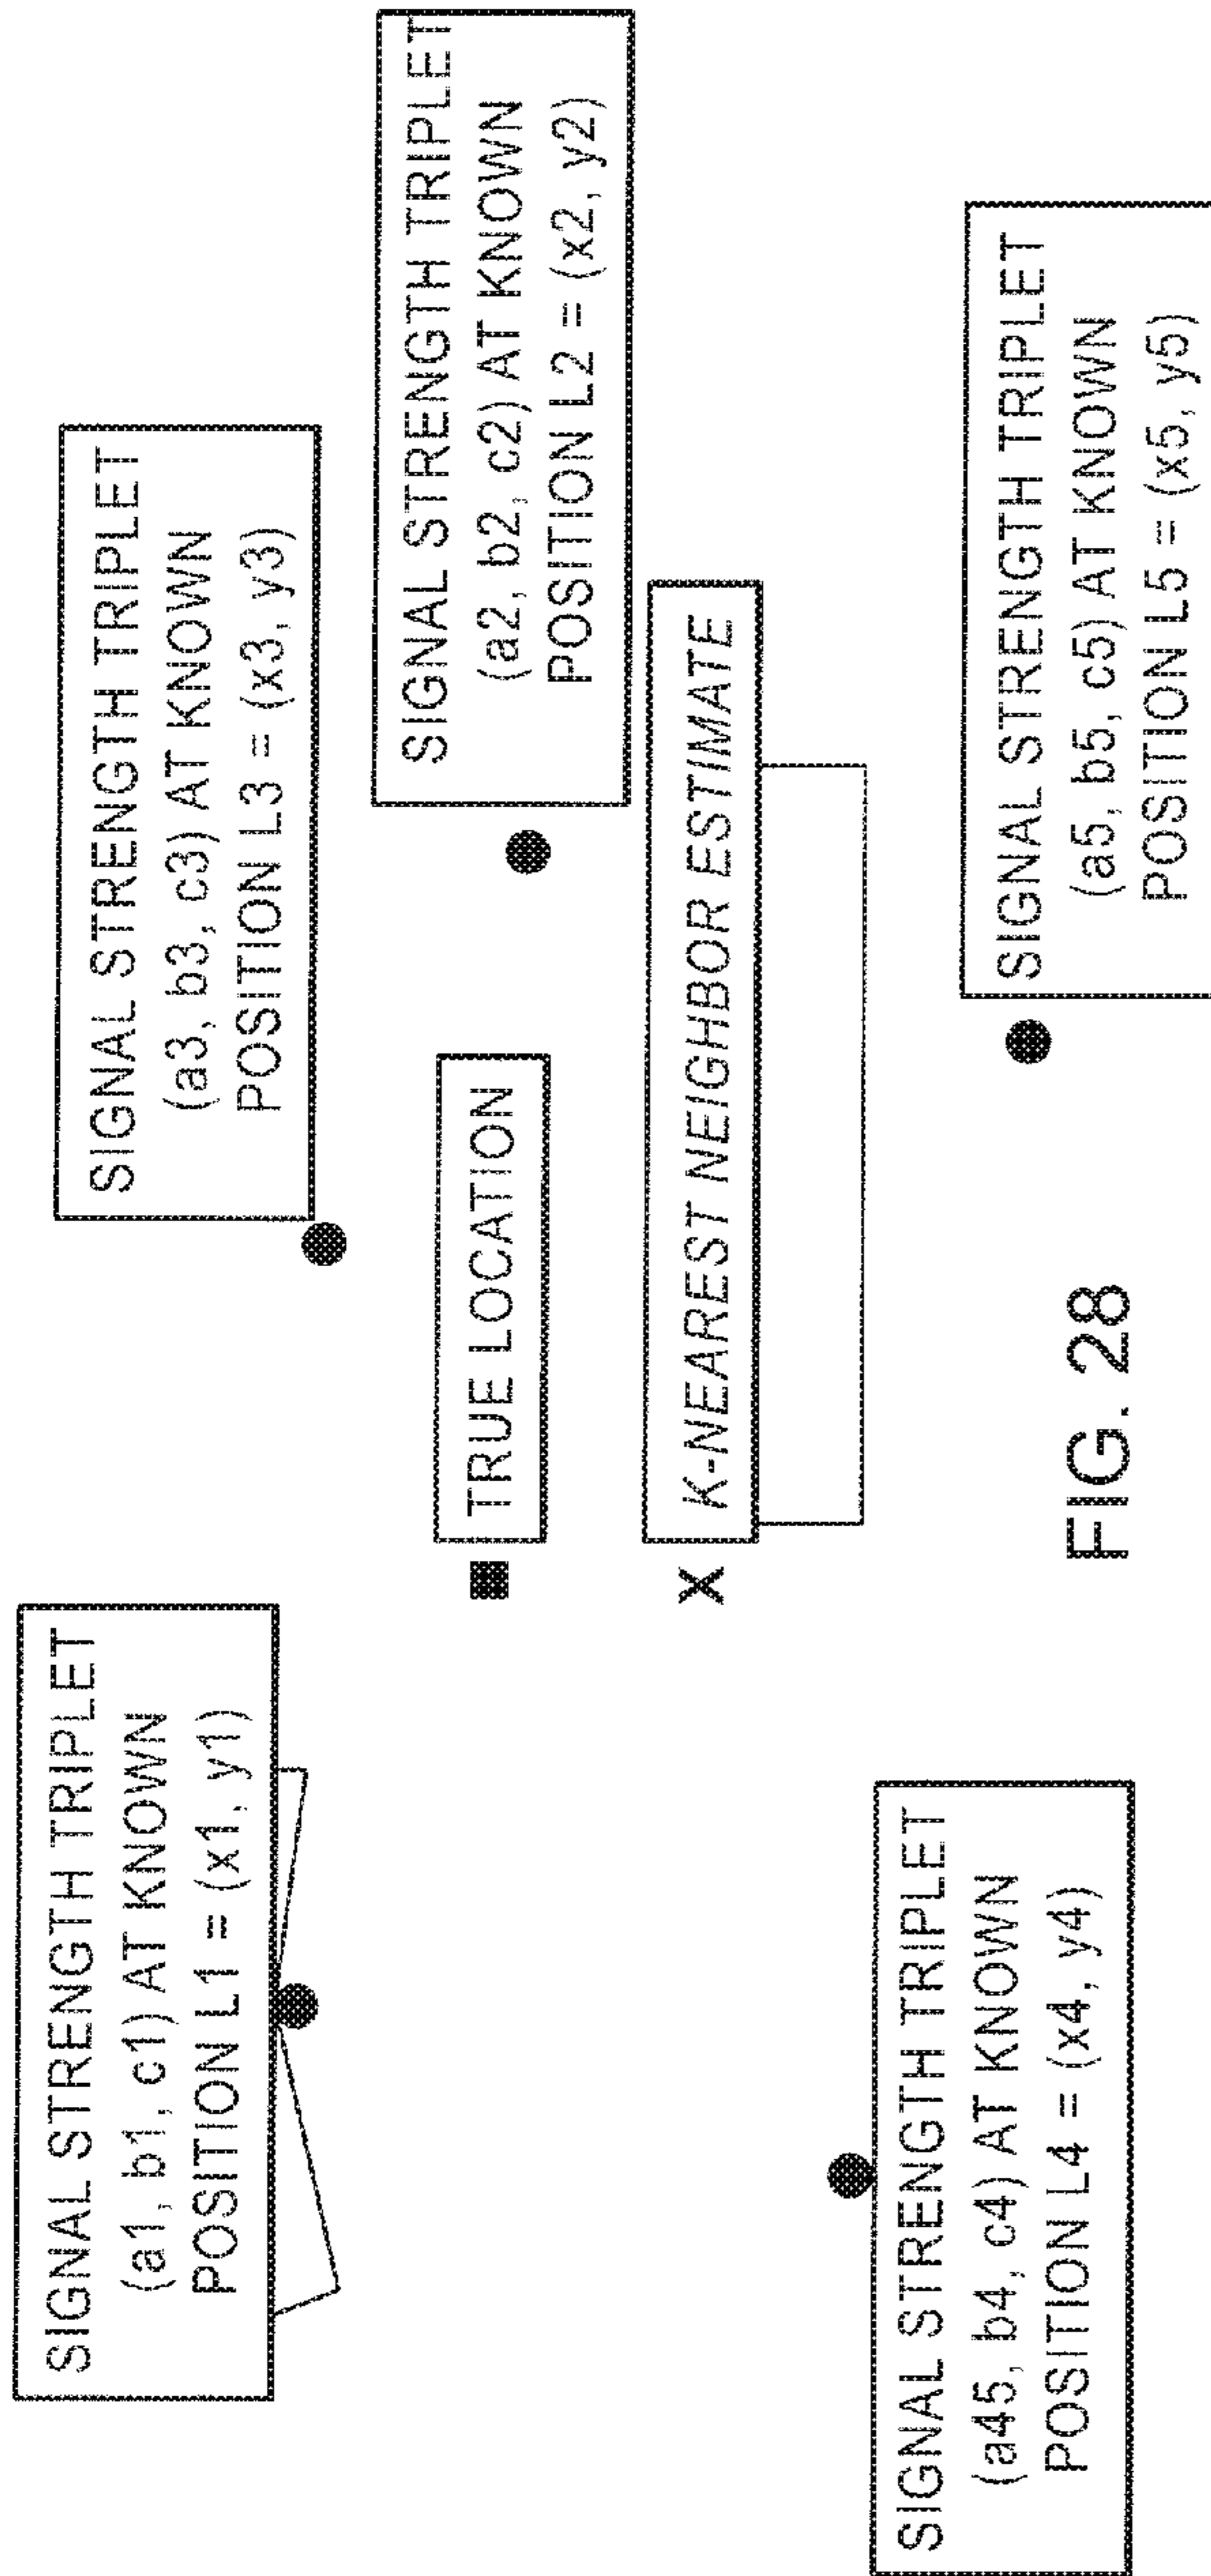 SIGNAL STRENGTH TRIPLET
(a1, b1, c1) AT KNOWN
POSITION L1 = (x1, y1)
SIGNAL STRENGTH TRIPLET
(a3, b3, c3) AT KNOWN
POSITION L3 = (x3, y3)
SIGNAL STRENGTH TRIPLET
(a2, b2, c2) AT KNOWN
POSITION L2 = (x2, y2)
TRUE LOCATION
X K-NEAREST NEIGHBOR ESTIMATE
SIGNAL STRENGTH TRIPLET
(a45, b4, c4) AT KNOWN
POSITION L4 = (x4, y4)
SIGNAL STRENGTH TRIPLET
(a5, b5, c5) AT KNOWN
POSITION L5 = (x5, y5)
FIG. 28